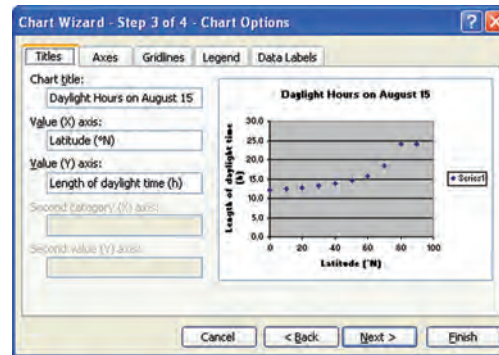 Chart Wizard - Step 3 of 4 - Chart Options
Titles Axes Gridlines Legend Data Labels
Chart title:
Daylight Hours on August 15
Value (X) axis:
Latitude (°N)
Value (Y) axis:
Length of daylight time (h)
Second category (X) axis:
Second value (Y) axis:
Daylight Hours on August 15
Length of daylight time
(h)
30.0
25.0
20.0
15.0
10.0
5.0
0.0
0 20 40 60 80 100
Latitude (°N)
Series1
Cancel < Back Next > Finish